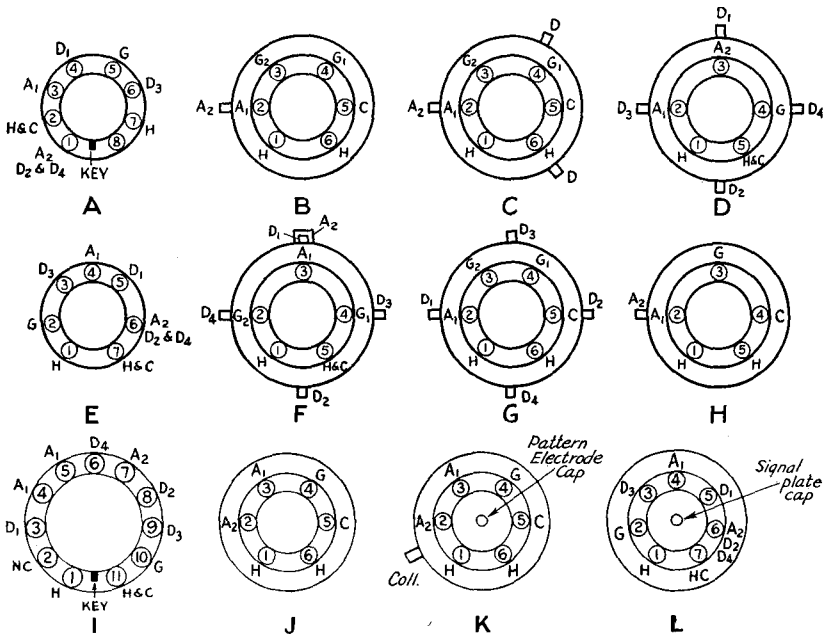 D1 G
A1 4 5 D3
3 6
H&C 2 7 H
A2 1 8
D2 & D4 KEY
A
G2 3 4 G1
A2 A1 2 5 C
H 1 6 H
B
D
G2 3 4 G1
A2 A1 2 5 C
H 1 6 H
D
C
D1
A2
3
D3 A1 2 4 G D4
H 1 5 H&C
D2
D
A1
D3 4 D1
3 5
G 2 6 A2
D2 & D4
H 1 7 H&C
E
D1 A2
A1
3
D4 G2 2 4 G1 D3
H 1 5 H&C
D2
F
D3
G2 3 4 G1
D1 A1 2 5 C D2
H 1 6 H
D4
G
G
3
A2 A1 2 4 C
H 1 5 H
H
D4
A1 6 A2
A1 5 7 D2
4 8
D1 3 9 D3
NC 2 10 G
H 1 11 H&C
KEY
I
A1 3 4 G
A2 2 5 C
H 1 6 H
J
Pattern
Electrode
Cap
A1 3 4 G
A2 2 5 C
H 1 6 H
Coll.
K
Signal
plate
cap
A1
D3 4 D1
3 5
G 2 6 A2
D2
H 1 7 D4
HC
L